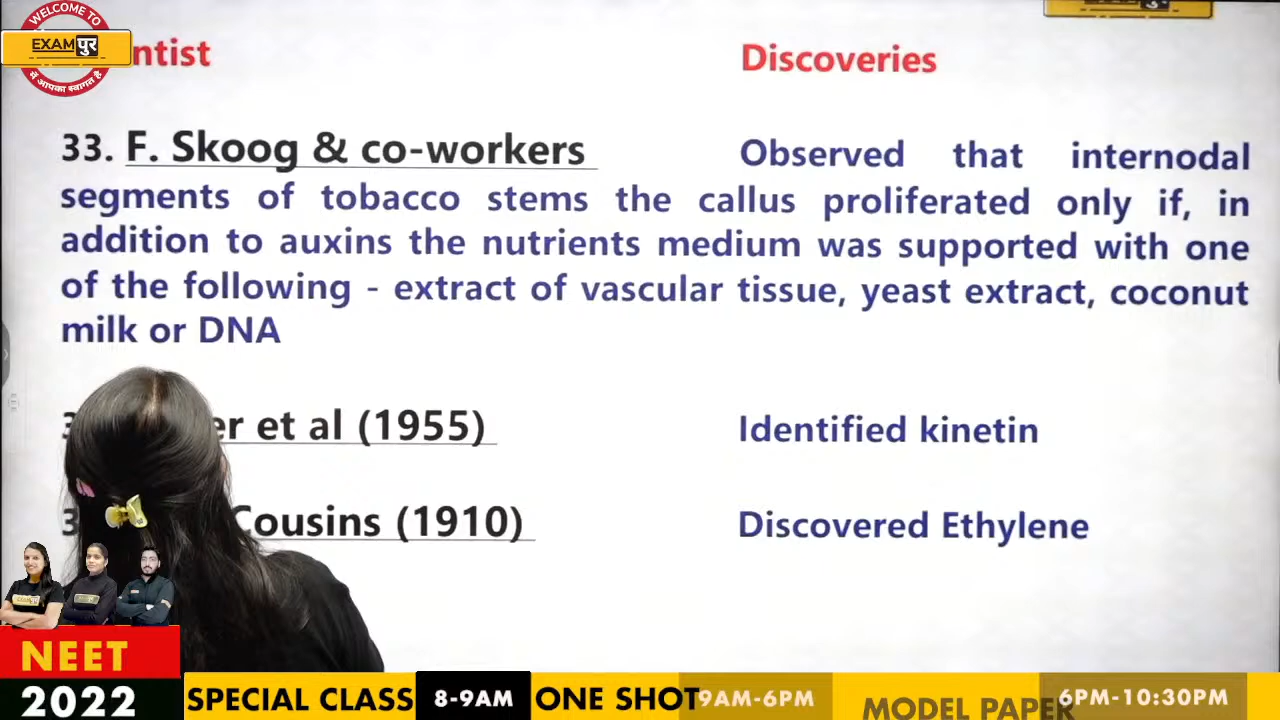 WELCOME TO
EXAMपुर
में आपका स्वागत है
ntist Discoveries
33. F. Skoog & co-workers Observed that internodal
segments of tobacco stems the callus proliferated only if, in
addition to auxins the nutrients medium was supported with one
of the following - extract of vascular tissue, yeast extract, coconut
milk or DNA
er et al (1955) Identified kinetin
Cousins (1910) Discovered Ethylene
NEET
2022
SPECIAL CLASS 8-9AM ONE SHOT 9AM-6PM MODEL PAPER 6PM-10:30PM